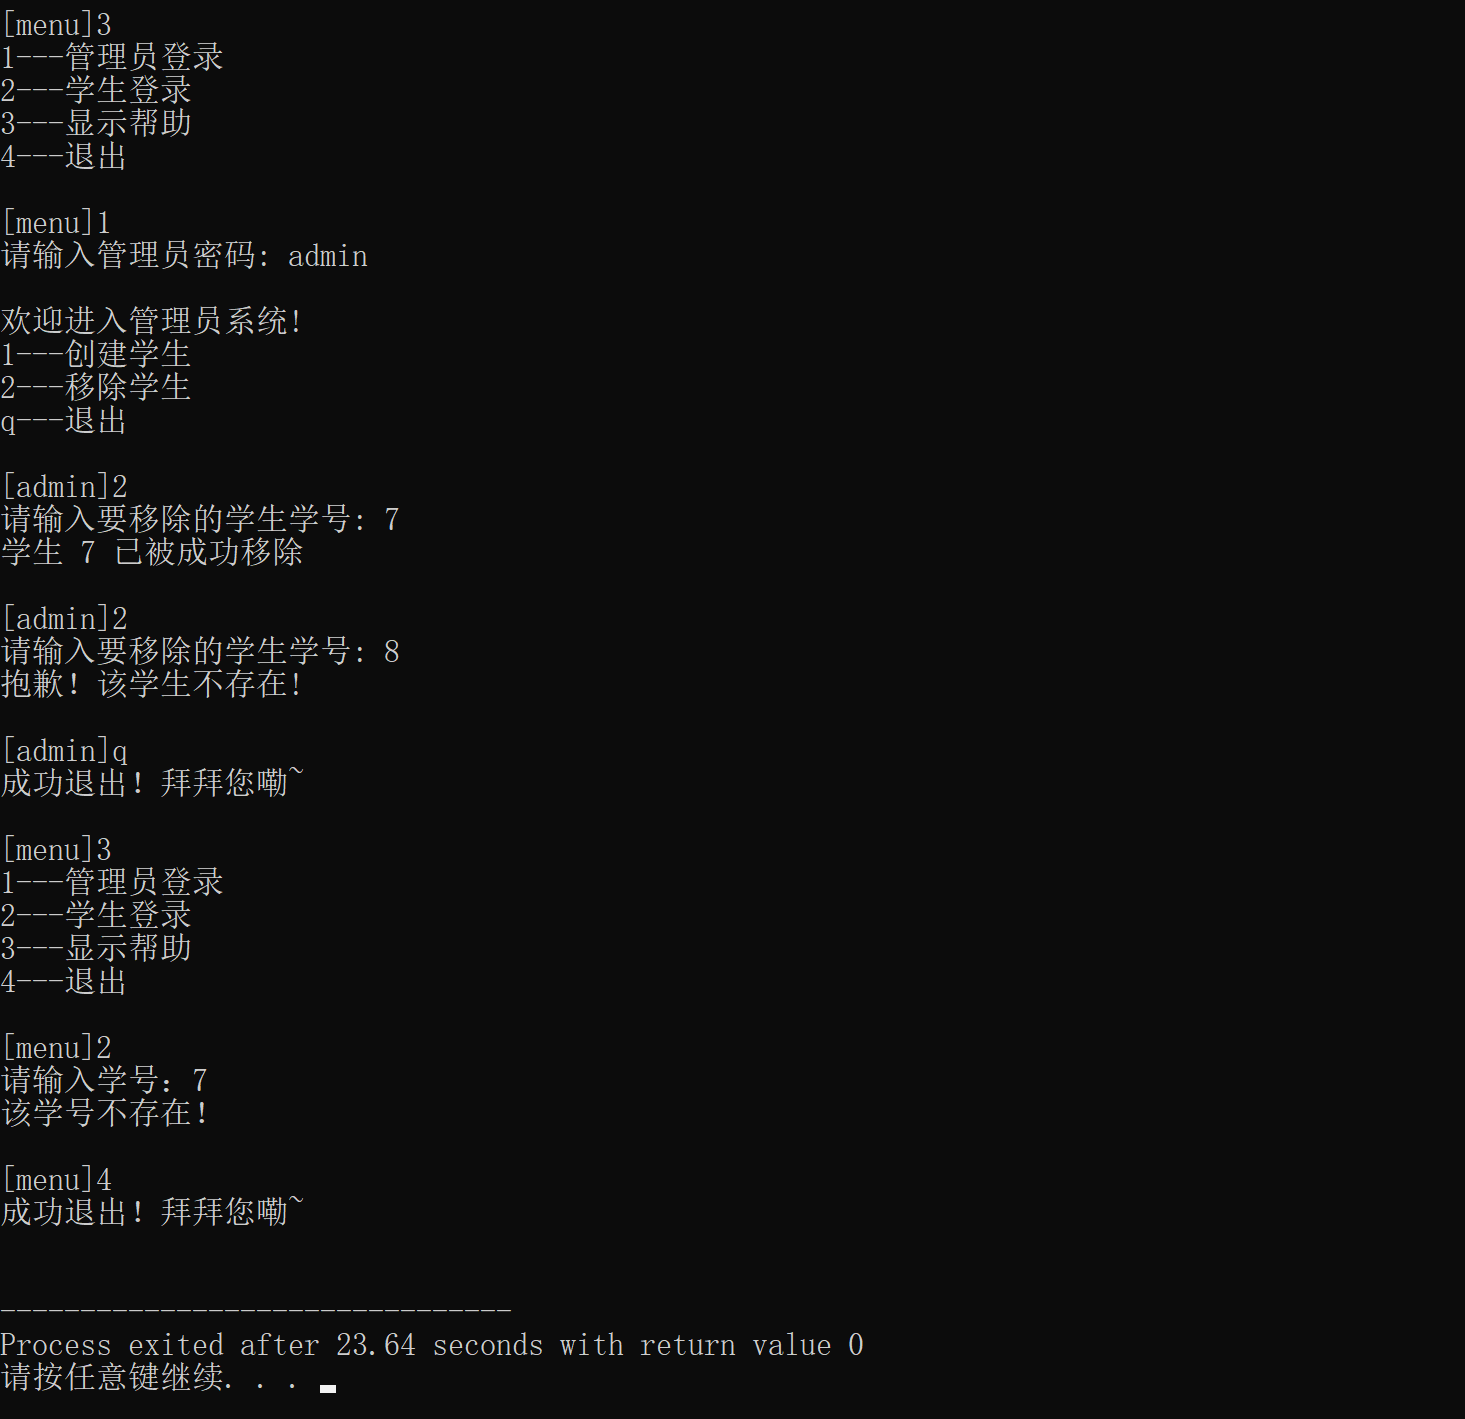 [menu]3
1---管理员登录
2---学生登录
3---显示帮助
4---退出
[menu]1
请输入管理员密码: admin
欢迎进入管理员系统!
1---创建学生
2---移除学生
q---退出
[admin]2
请输入要移除的学生学号: 7
学生 7 已被成功移除
[admin]2
请输入要移除的学生学号: 8
抱歉! 该学生不存在!
[admin]q
成功退出! 拜拜您嘞~
[menu]3
1---管理员登录
2---学生登录
3---显示帮助
4---退出
[menu]2
请输入学号：7
该学号不存在!
[menu]4
成功退出! 拜拜您嘞~
--------------------------------
Process exited after 23.64 seconds with return value 0
请按任意键继续. . .